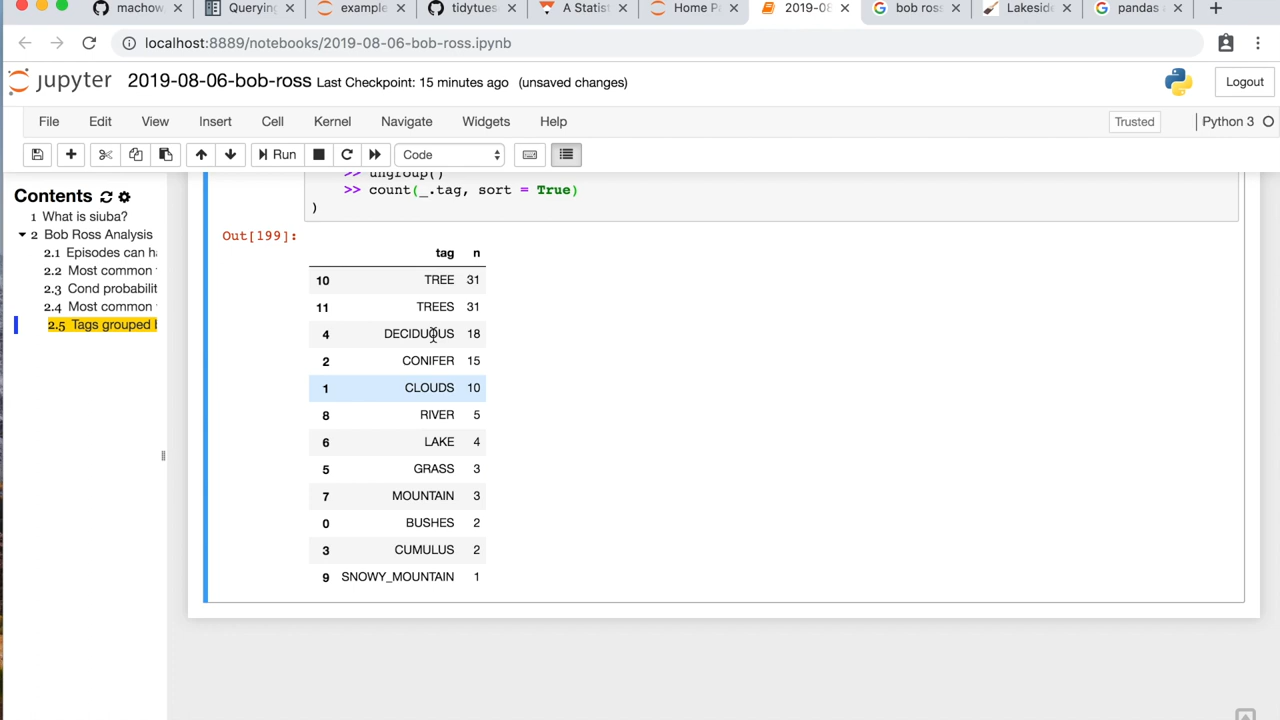 machow
Querying
example
tidytues
A Statist
Home Pa
2019-08
bob ross
Lakeside
pandas
localhost:8889/notebooks/2019-08-06-bob-ross.ipynb
jupyter 2019-08-06-bob-ross Last Checkpoint: 15 minutes ago (unsaved changes) Logout
File Edit View Insert Cell Kernel Navigate Widgets Help Trusted Python 3
Run Code
Contents
1 What is siuba?
2 Bob Ross Analysis
2.1 Episodes can ha
2.2 Most common
2.3 Cond probabilit
2.4 Most common
2.5 Tags grouped b
>> ungroup()
>> count(_.tag, sort = True)
)
Out[199]:
tag n
10 TREE 31
11 TREES 31
4 DECIDUOUS 18
2 CONIFER 15
1 CLOUDS 10
8 RIVER 5
6 LAKE 4
5 GRASS 3
7 MOUNTAIN 3
0 BUSHES 2
3 CUMULUS 2
9 SNOWY_MOUNTAIN 1